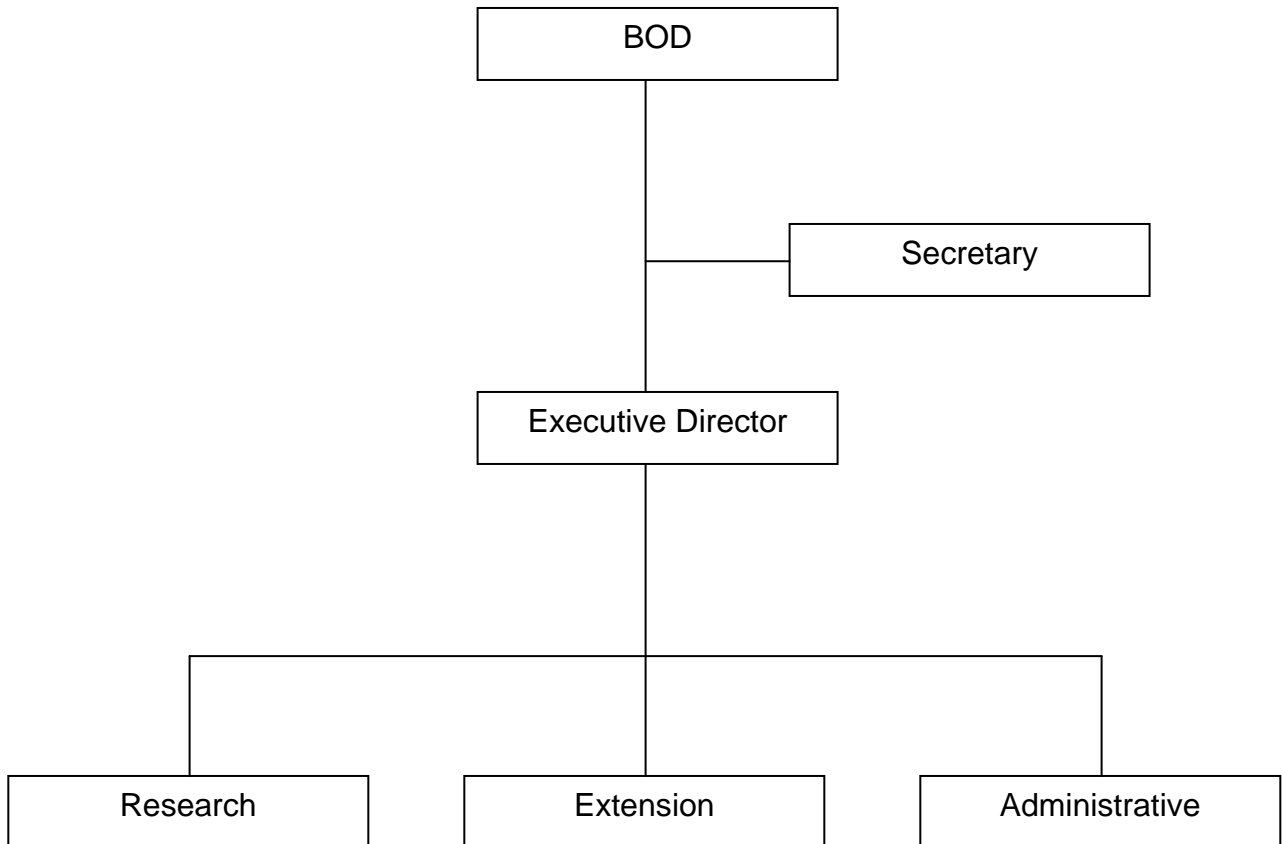 BOD
Secretary
Executive Director
Research
Extension
Administrative